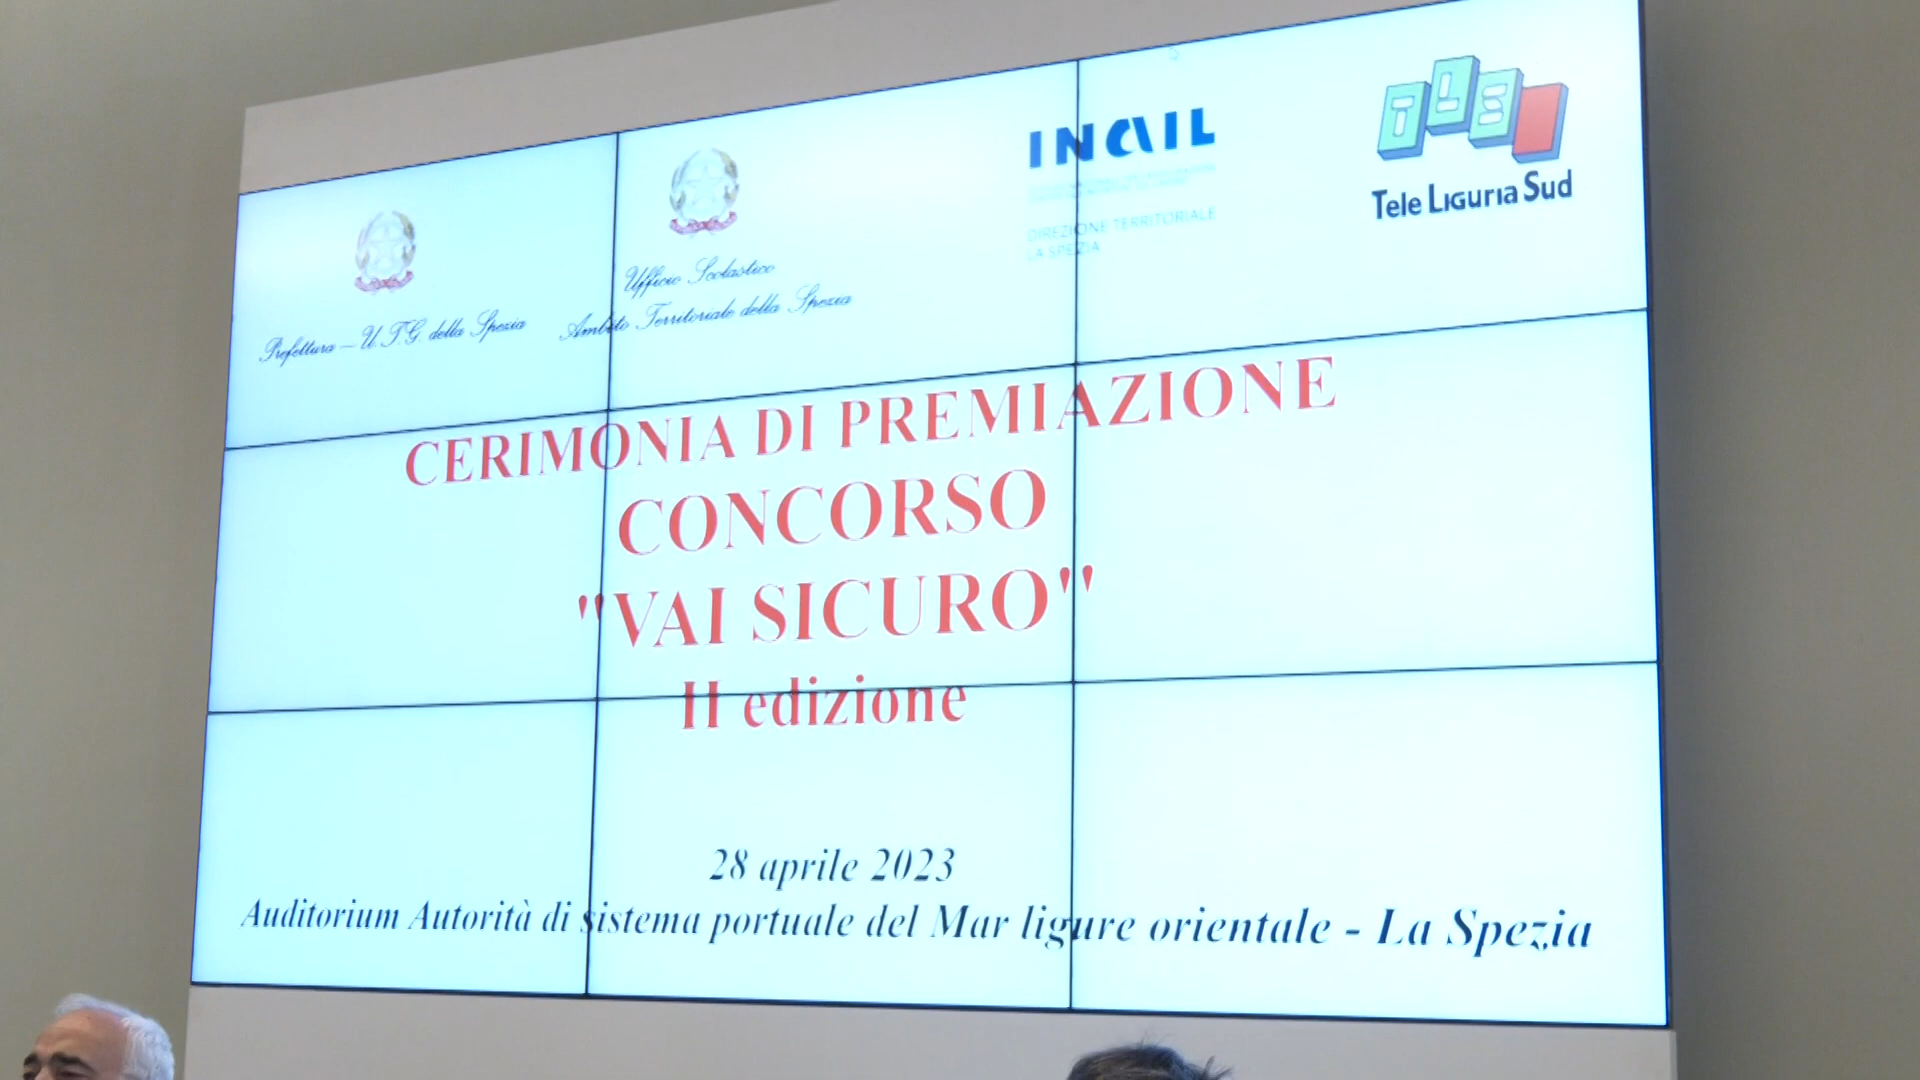 Prefettura – U.T.G. della Spezia
Ufficio Scolastico
Ambito Territoriale della Spezia
INAIL
DIREZIONE TERRITORIALE
LA SPEZIA
TLS
Tele Liguria Sud
CERIMONIA DI PREMIAZIONE
CONCORSO
"VAI SICURO"
II edizione
28 aprile 2023
Auditorium Autorità di sistema portuale del Mar ligure orientale - La Spezia